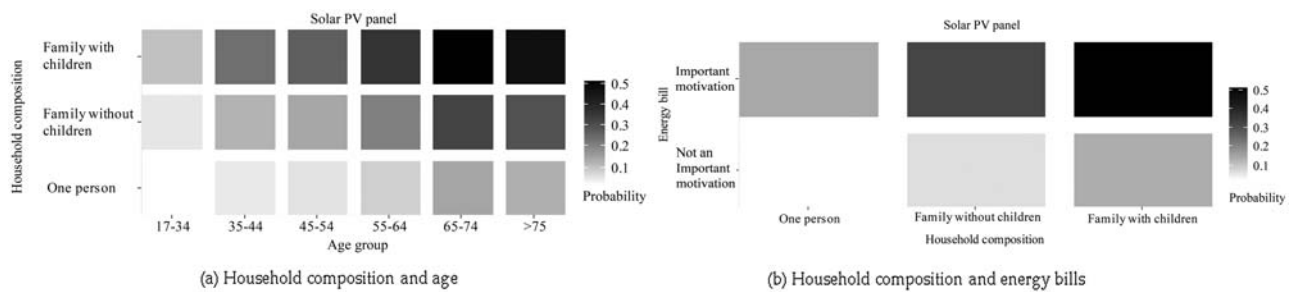 Solar PV panel
Household composition
Family with
children
Family without
children
One person
17-34
35-44
45-54
55-64
65-74
>75
Age group
0.5
0.4
0.3
0.2
0.1
Probability
(a) Household composition and age
Solar PV panel
Energy bill
Important
motivation
Not an
Important
motivation
One person
Family without children
Family with children
Household composition
0.5
0.4
0.3
0.2
0.1
Probability
(b) Household composition and energy bills